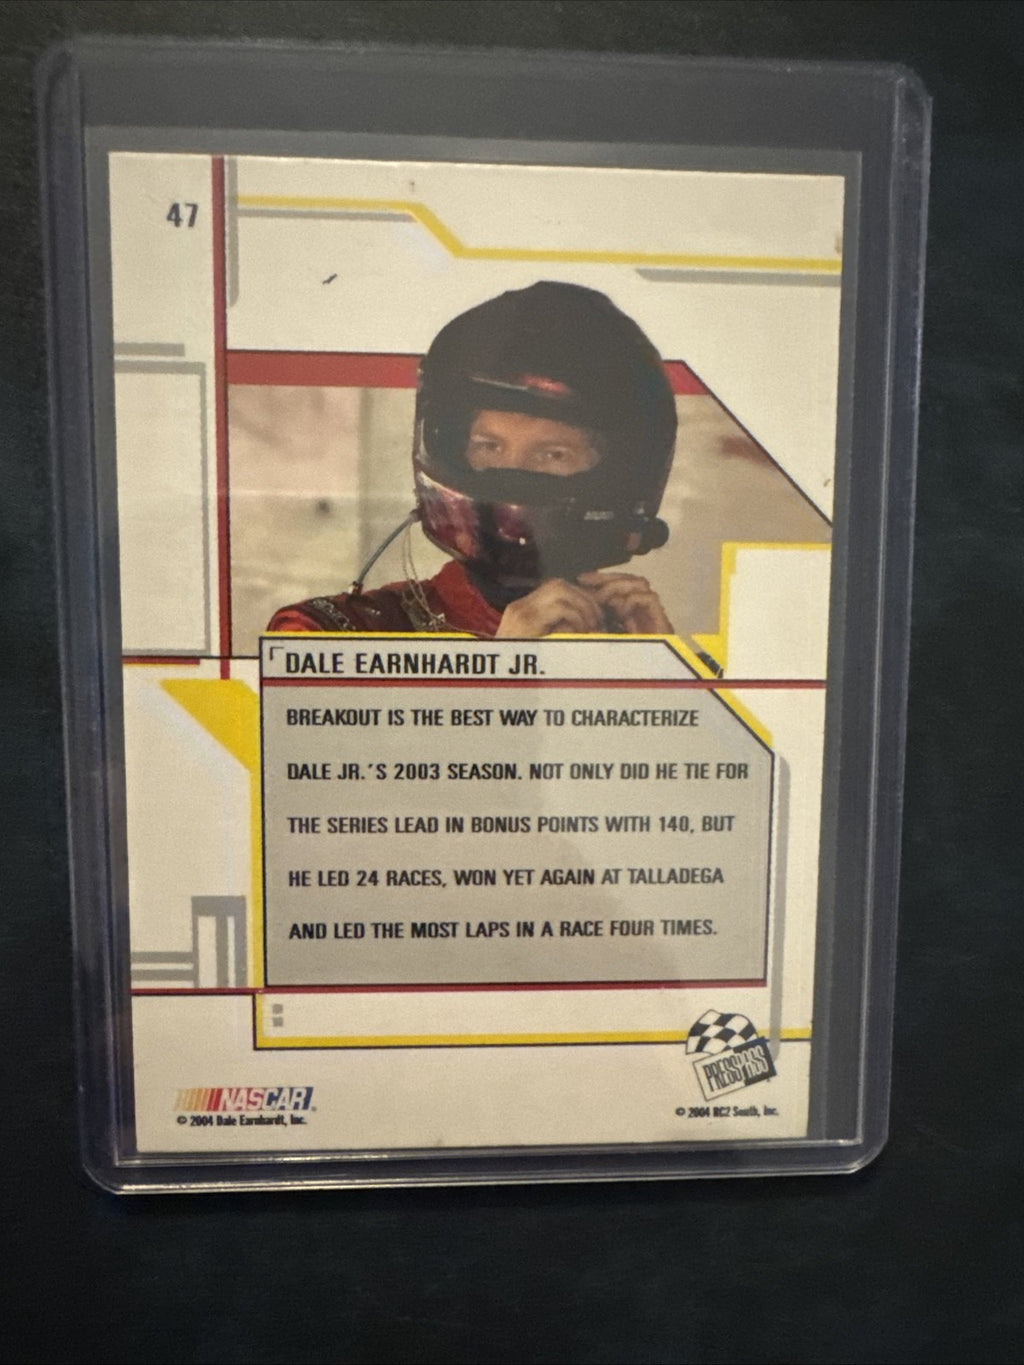 47
DALE EARNHARDT JR.
BREAKOUT IS THE BEST WAY TO CHARACTERIZE
DALE JR.'S 2003 SEASON. NOT ONLY DID HE TIE FOR
THE SERIES LEAD IN BONUS POINTS WITH 140, BUT
HE LED 24 RACES, WON YET AGAIN AT TALLADEGA
AND LED THE MOST LAPS IN A RACE FOUR TIMES.
PRESS PASS
NASCAR
© 2004 Dale Earnhardt, Inc.
© 2004 RC2 South, Inc.